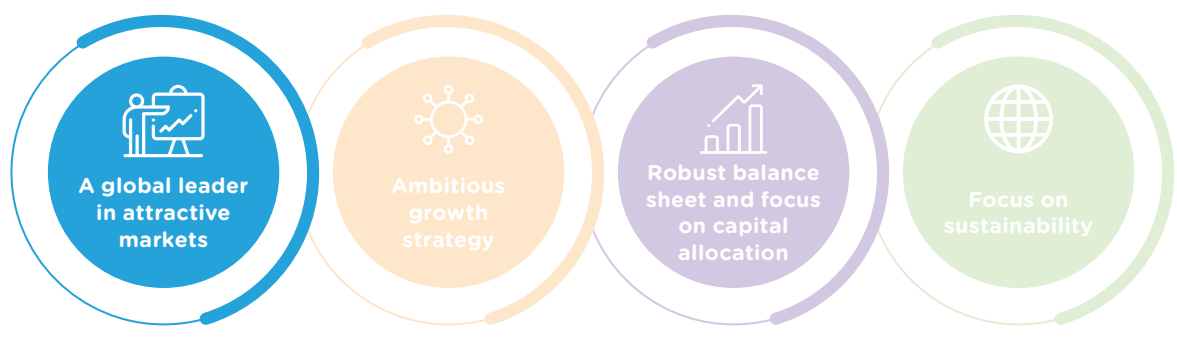 A global leader
in attractive
markets
Ambitious
growth
strategy
Robust balance
sheet and focus
on capital
allocation
Focus on
sustainability